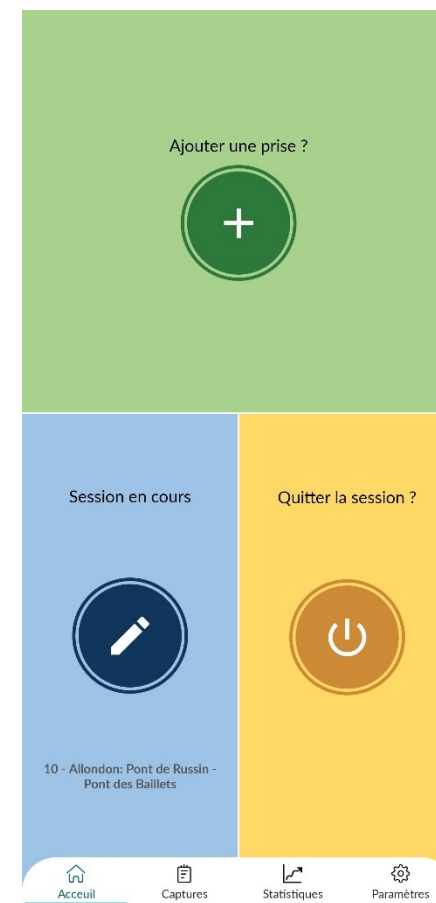 Ajouter une prise ?
Session en cours
Quitter la session ?
10 - Allondon: Pont de Russin -
Pont des Baillets
Acceuil
Captures
Statistiques
Paramètres